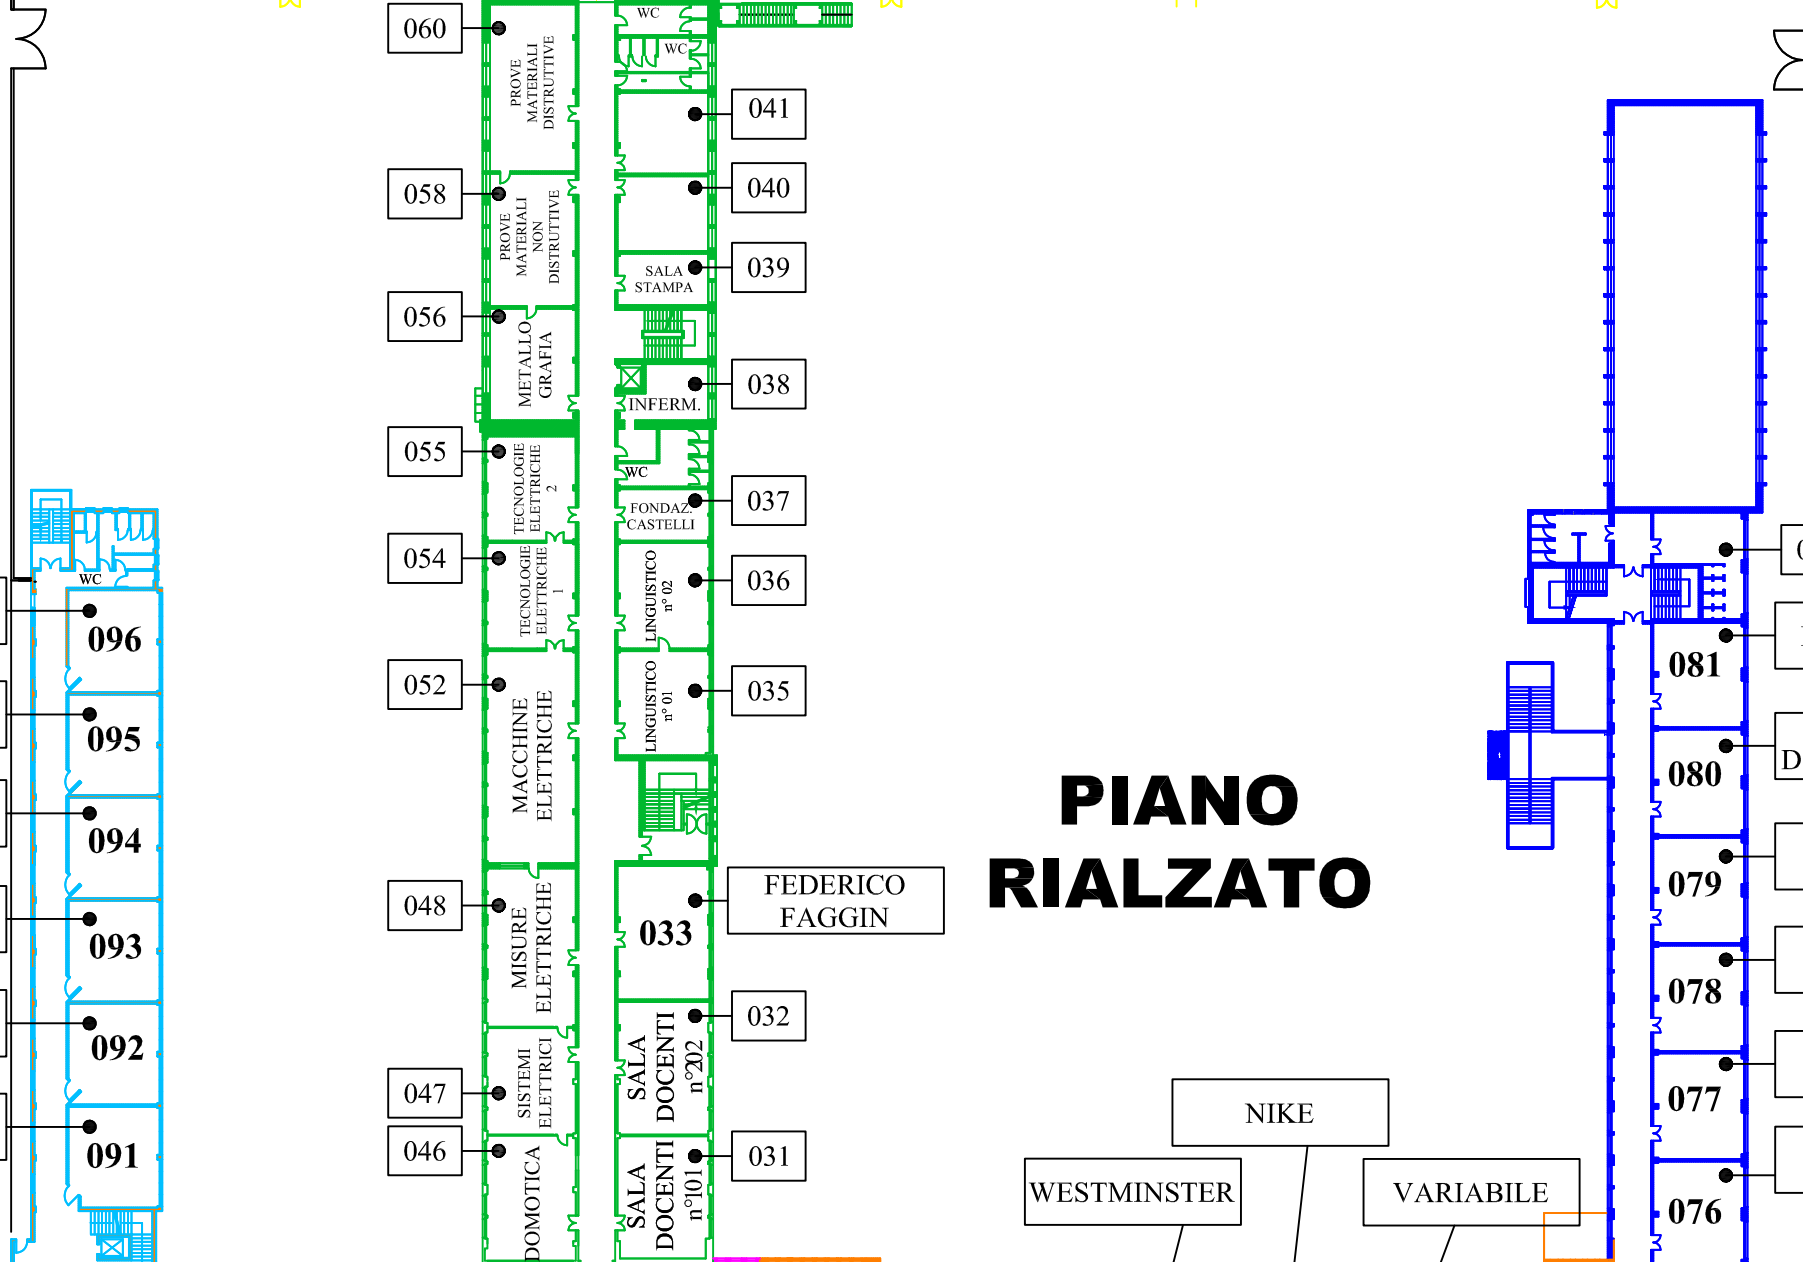 060
PROVE
MATERIALI
DISTRUTTIVE
WC
WC
041
058
PROVE
MATERIALI
NON
DISTRUTTIVE
040
SALA
STAMPA
039
056
METALLO
GRAFIA
INFERM.
038
055
TECNOLOGIE
ELETTRICHE
2
WC
FONDAZ.
CASTELLI
037
054
TECNOLOGIE
ELETTRICHE
1
LINGUISTICO
n° 02
036
052
MACCHINE
ELETTRICHE
LINGUISTICO
n° 01
035
048
MISURE
ELETTRICHE
033
FEDERICO
FAGGIN
047
SISTEMI
ELETTRICI
SALA
DOCENTI
n°202
032
046
DOMOTICA
SALA
DOCENTI
n°101
031
WC
096
095
094
093
092
091
PIANO
RIALZATO
NIKE
WESTMINSTER
VARIABILE
081
080
079
078
077
076
D